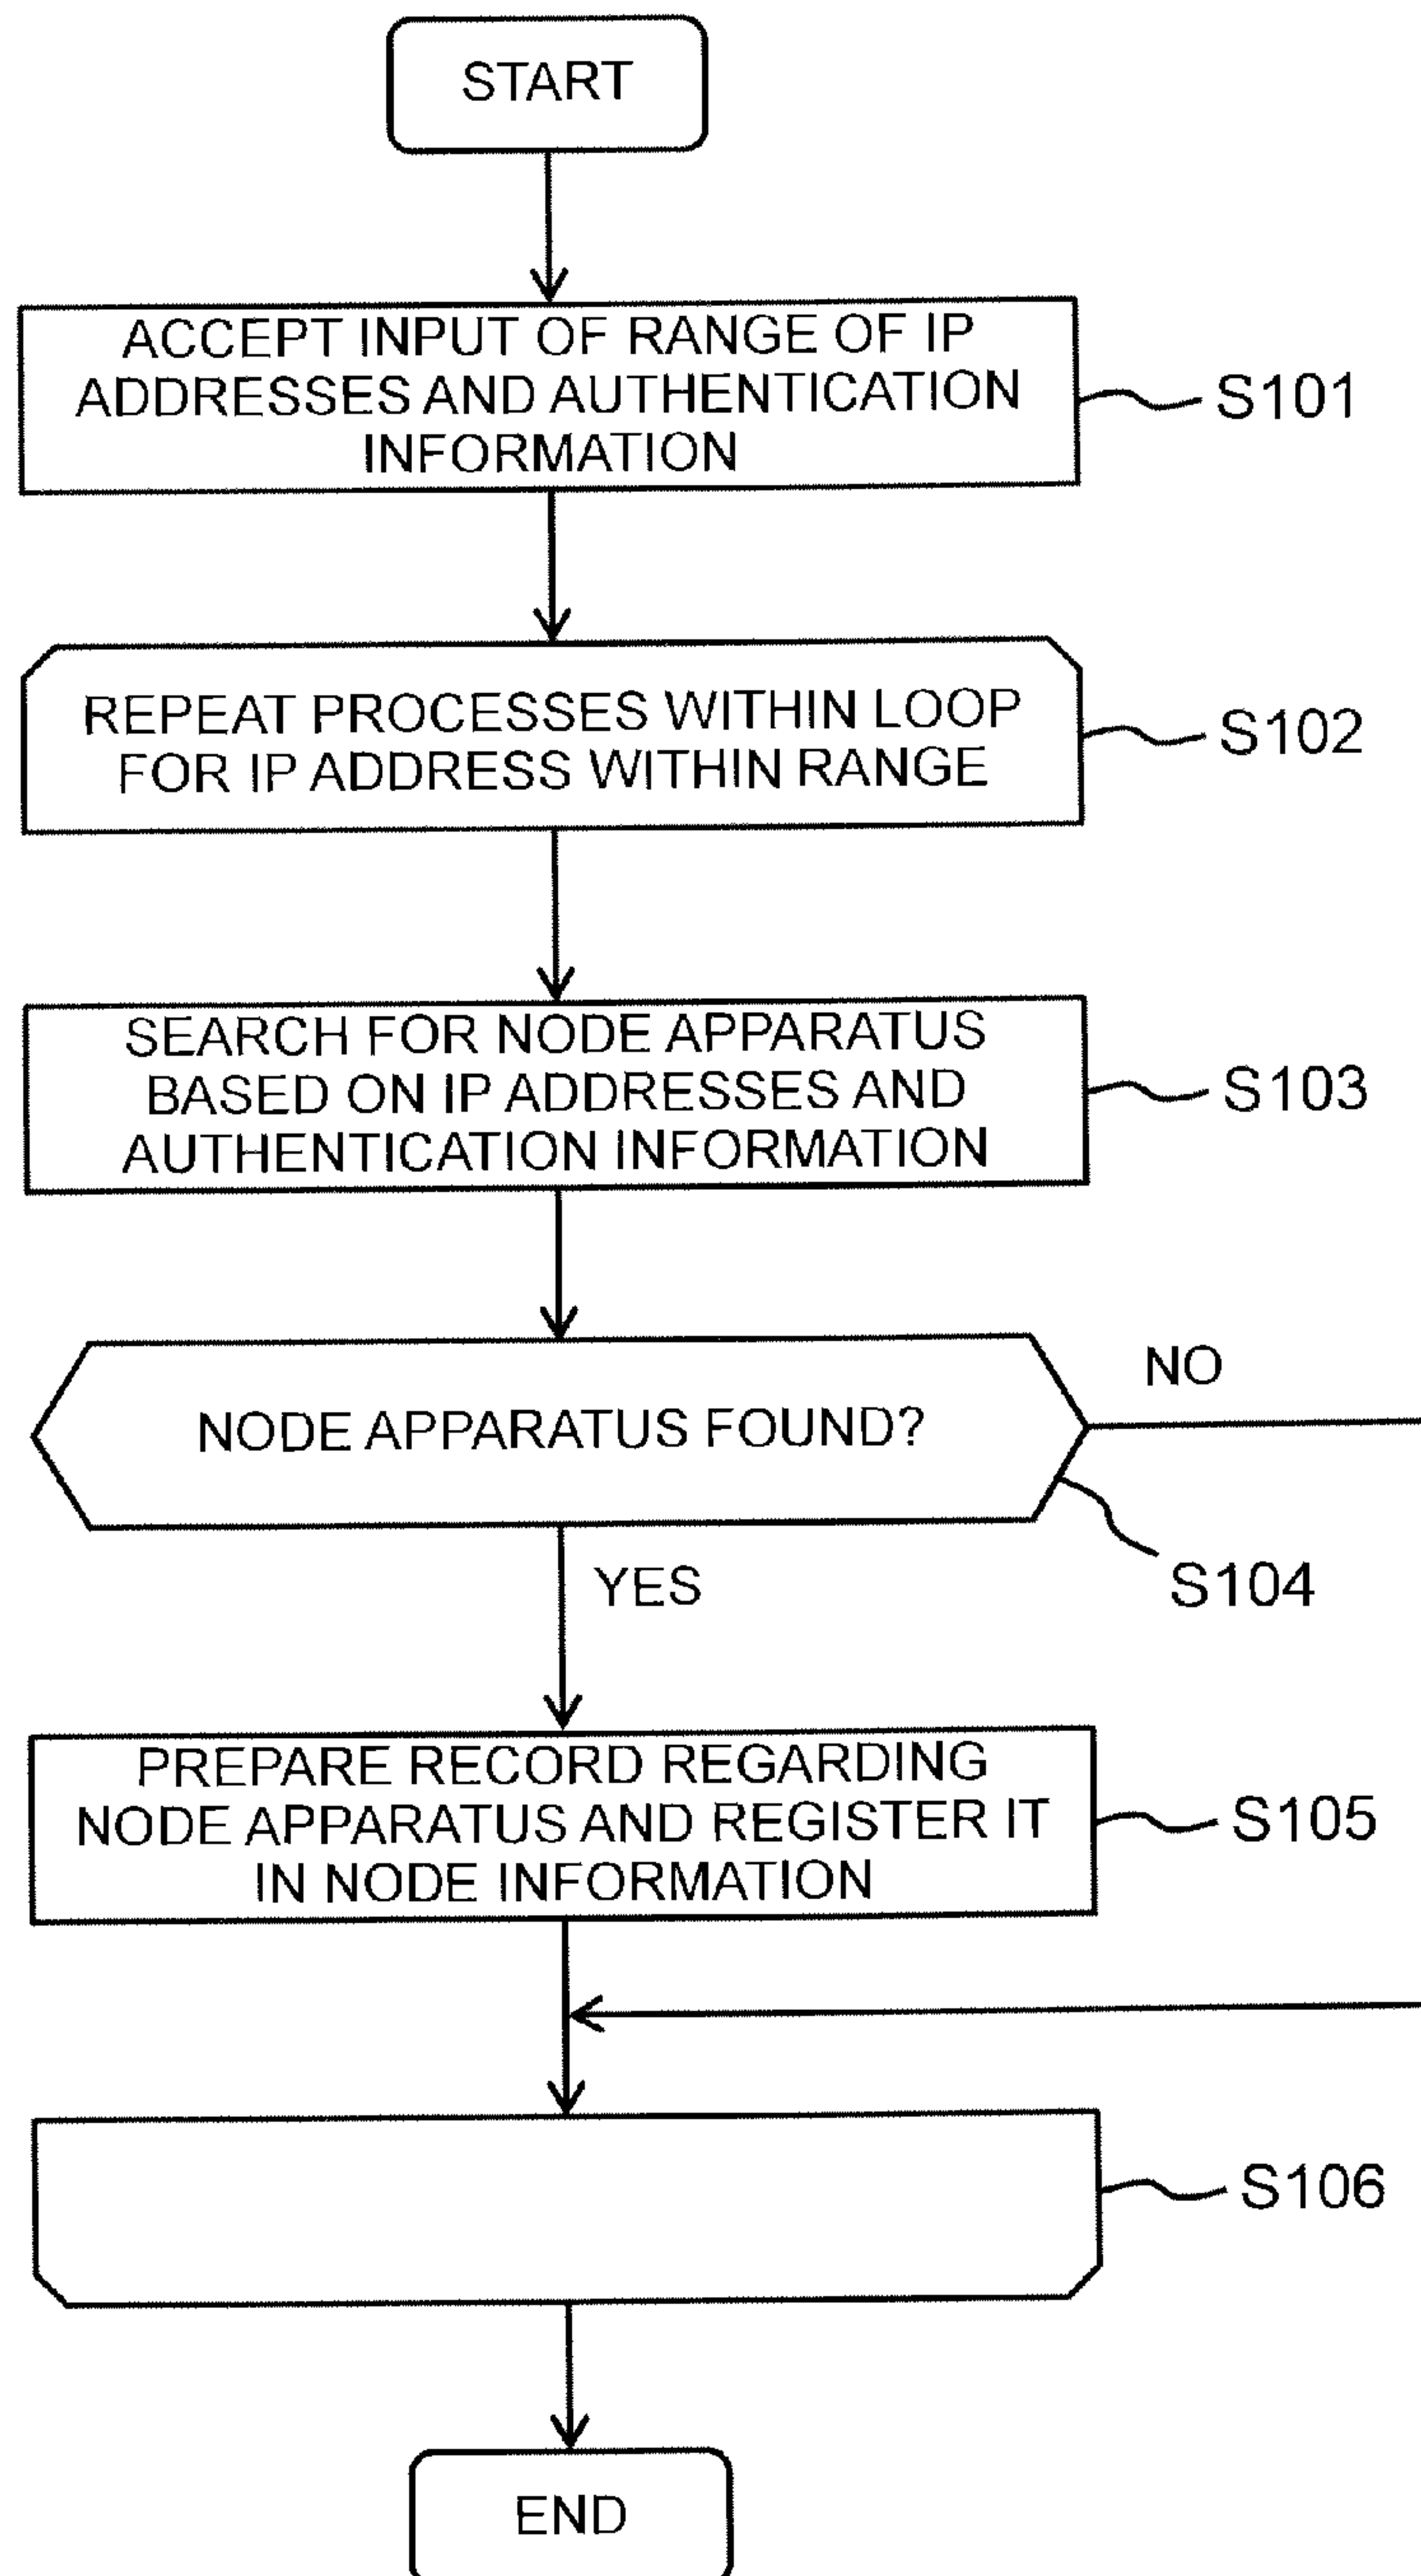 START
ACCEPT INPUT OF RANGE OF IP
ADDRESSES AND AUTHENTICATION
INFORMATION
S101
REPEAT PROCESSES WITHIN LOOP
FOR IP ADDRESS WITHIN RANGE
S102
SEARCH FOR NODE APPARATUS
BASED ON IP ADDRESSES AND
AUTHENTICATION INFORMATION
S103
NO
NODE APPARATUS FOUND?
S104
YES
PREPARE RECORD REGARDING
NODE APPARATUS AND REGISTER IT
IN NODE INFORMATION
S105
S106
END